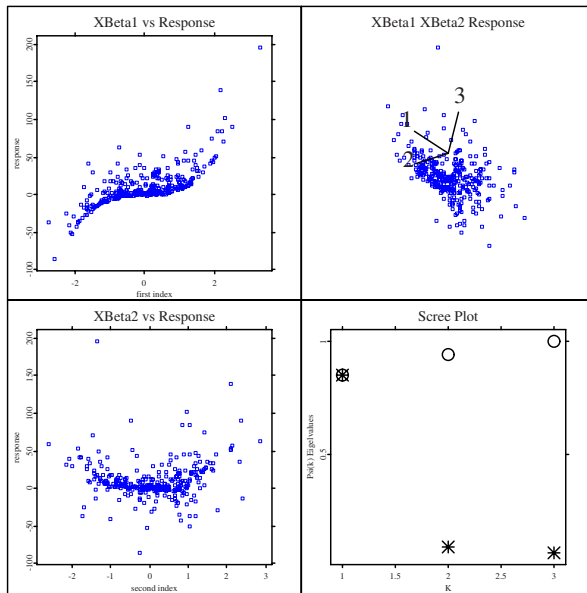 XBeta1 vs Response
response
-100 -50 0 50 100 150 200
-2 0 2
first index
XBeta1 XBeta2 Response
1
2
3
XBeta2 vs Response
response
-100 -50 0 50 100 150 200
-2 -1 0 1 2 3
second index
Scree Plot
Psi(k) Eigelvalues
0.5 1
1 1.5 2 2.5 3
K